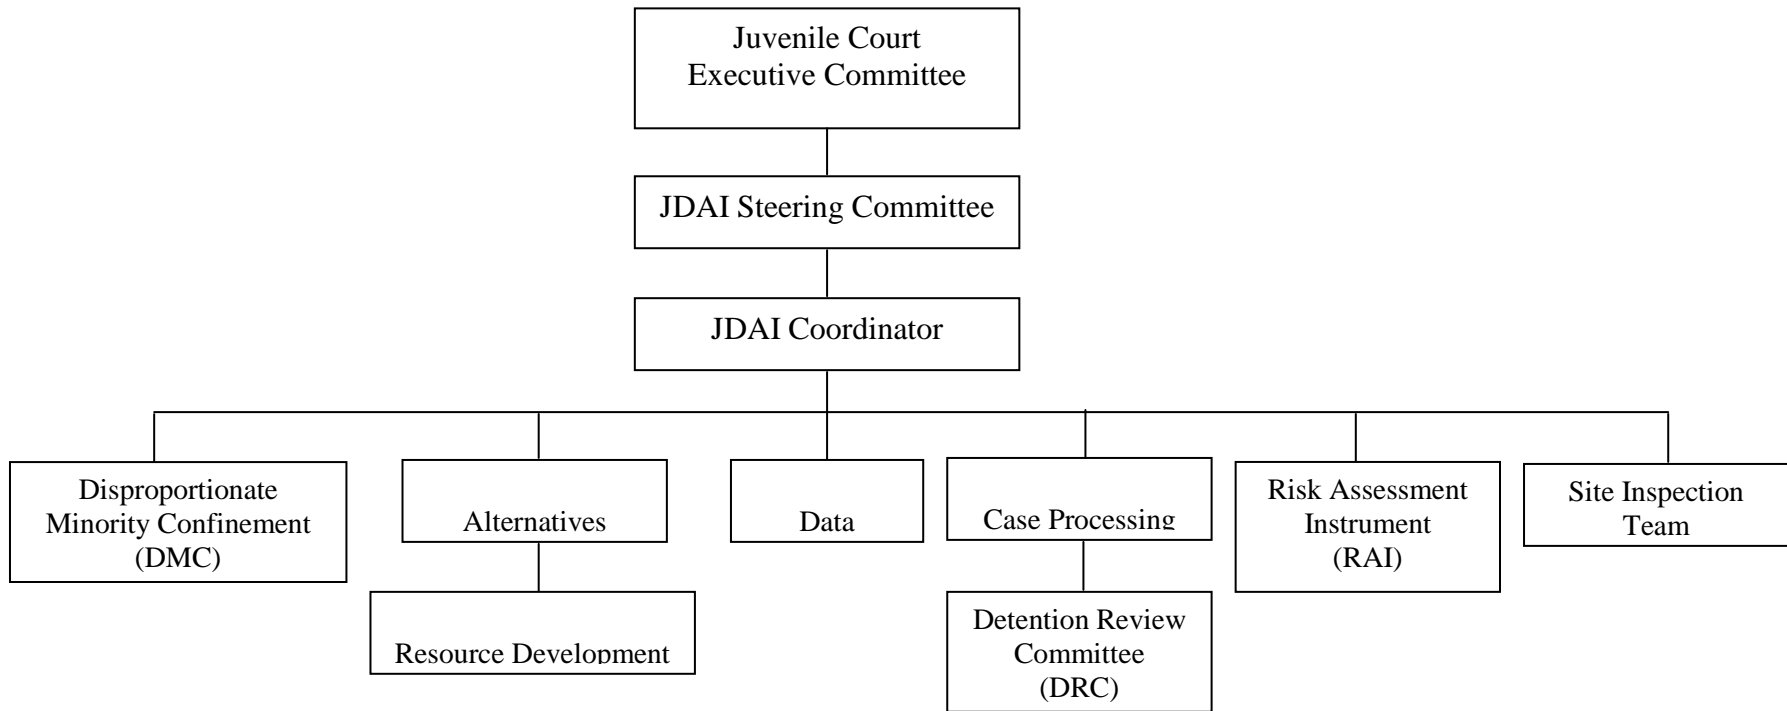 Juvenile Court
Executive Committee
JDAI Steering Committee
JDAI Coordinator
Disproportionate
Minority Confinement
(DMC)
Alternatives
Data
Case Processing
Risk Assessment
Instrument
(RAI)
Site Inspection
Team
Resource Development
Detention Review
Committee
(DRC)